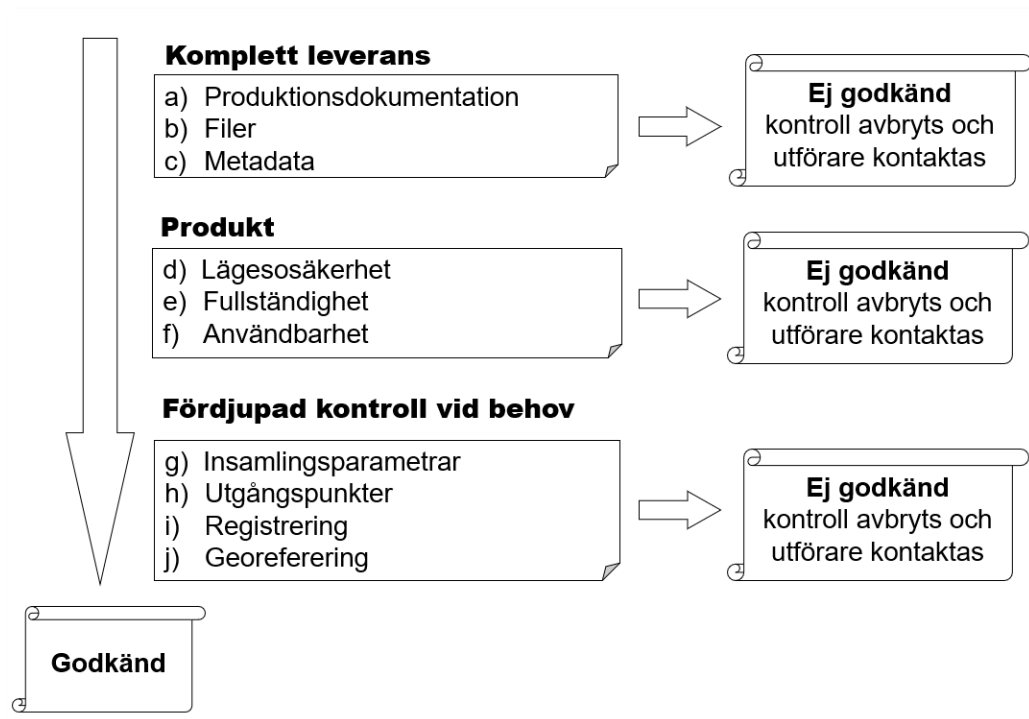 Komplett leverans
a) Produktionsdokumentation
b) Filer
c) Metadata
Ej godkänd
kontroll avbryts och
utförare kontaktas
Produkt
d) Lägesosäkerhet
e) Fullständighet
f) Användbarhet
Ej godkänd
kontroll avbryts och
utförare kontaktas
Fördjupad kontroll vid behov
g) Insamlingsparametrar
h) Utgångspunkter
i) Registrering
j) Georeferering
Ej godkänd
kontroll avbryts och
utförare kontaktas
Godkänd